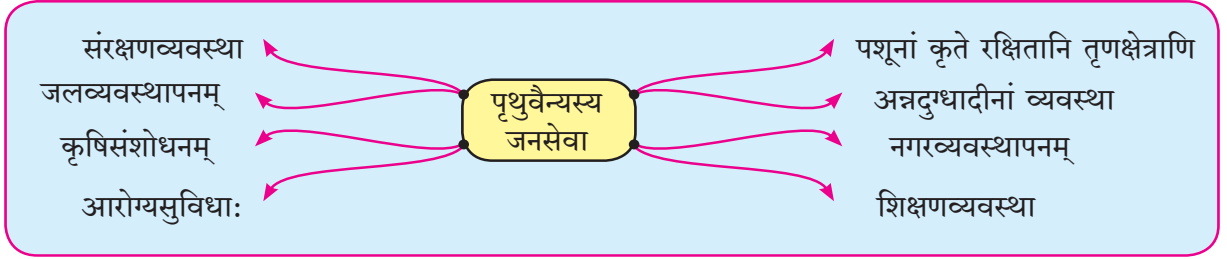 संरक्षणव्यवस्था
जलव्यवस्थापनम्
कृषिसंशोधनम्
आरोग्यसुविधा:
पृथुवैन्यस्य
जनसेवा
पशूनां कृते रक्षितानि तृणक्षेत्राणि
अन्नदुग्धादीनां व्यवस्था
नगरव्यवस्थापनम्
शिक्षणव्यवस्था